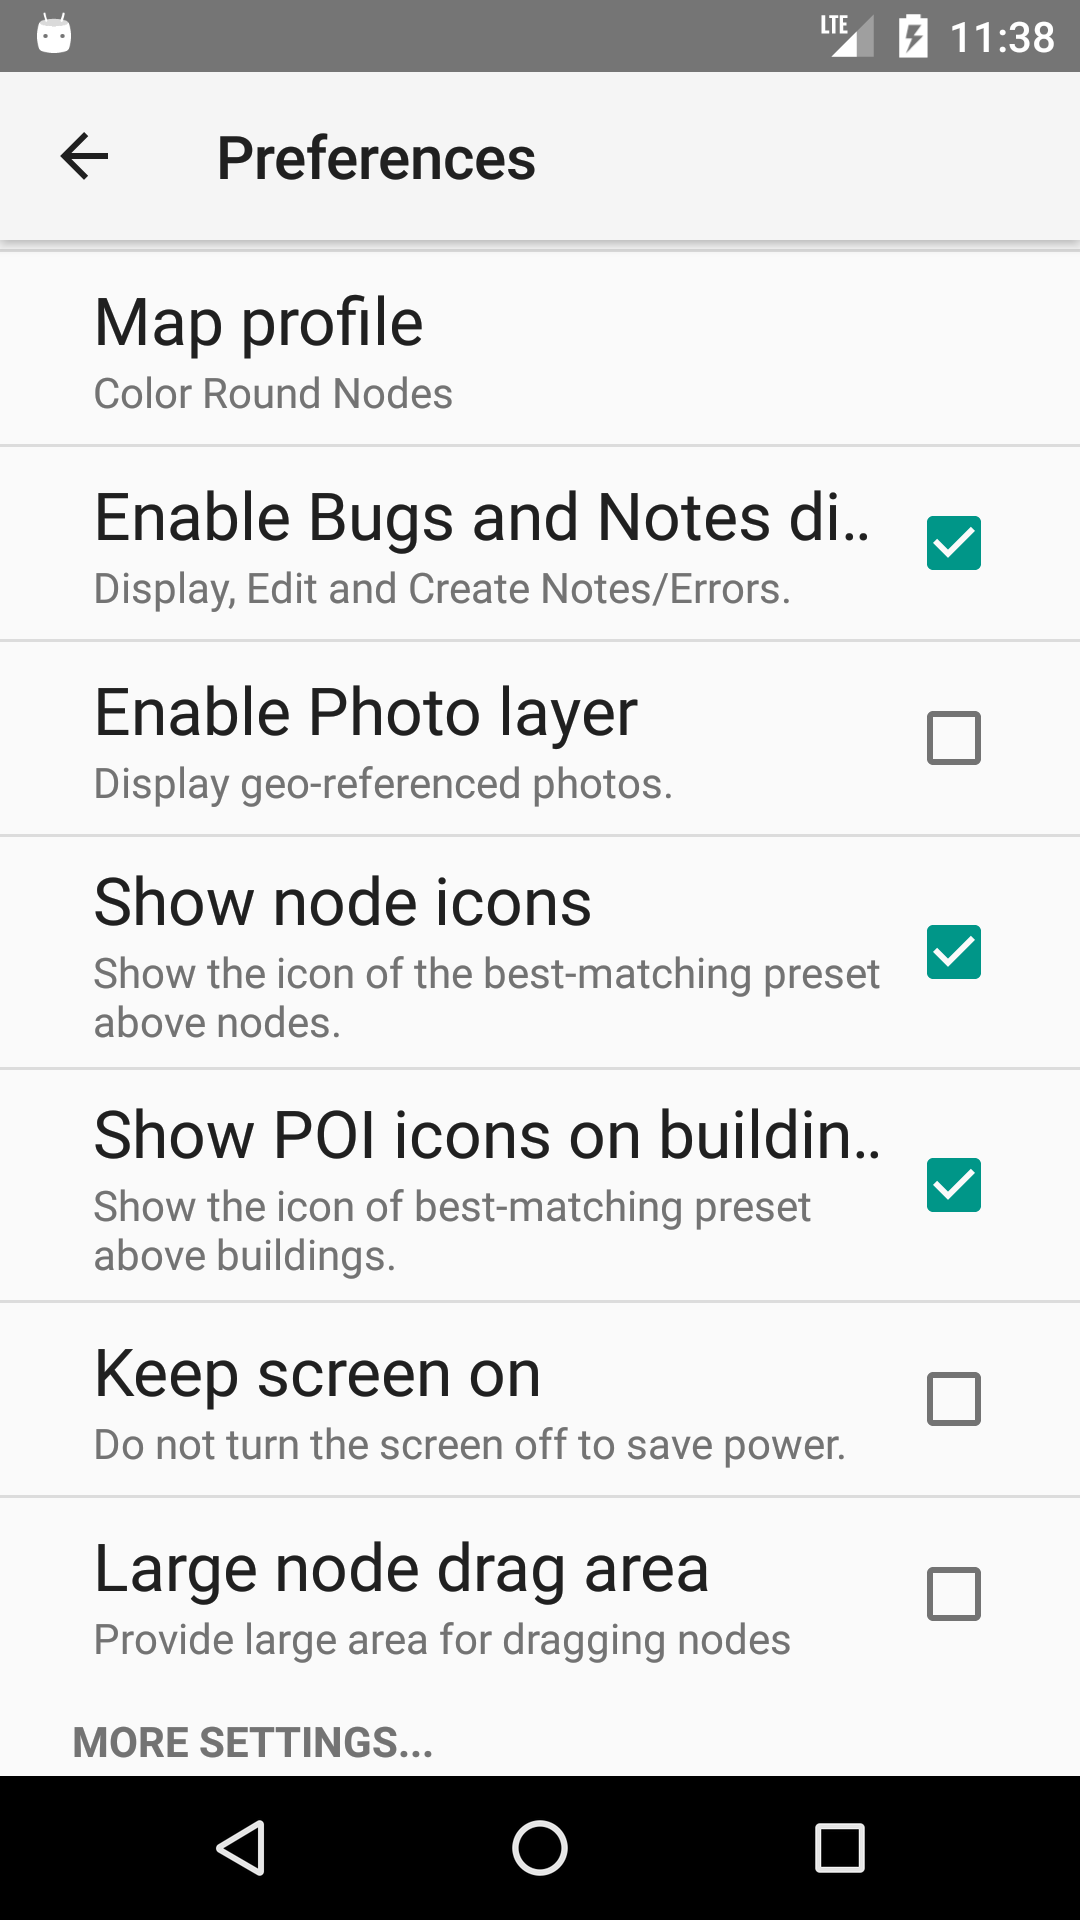 LTE 11:38
Preferences
Map profile
Color Round Nodes
Enable Bugs and Notes di..
Display, Edit and Create Notes/Errors.
Enable Photo layer
Display geo-referenced photos.
Show node icons
Show the icon of the best-matching preset
above nodes.
Show POI icons on buildin..
Show the icon of best-matching preset
above buildings.
Keep screen on
Do not turn the screen off to save power.
Large node drag area
Provide large area for dragging nodes
MORE SETTINGS...